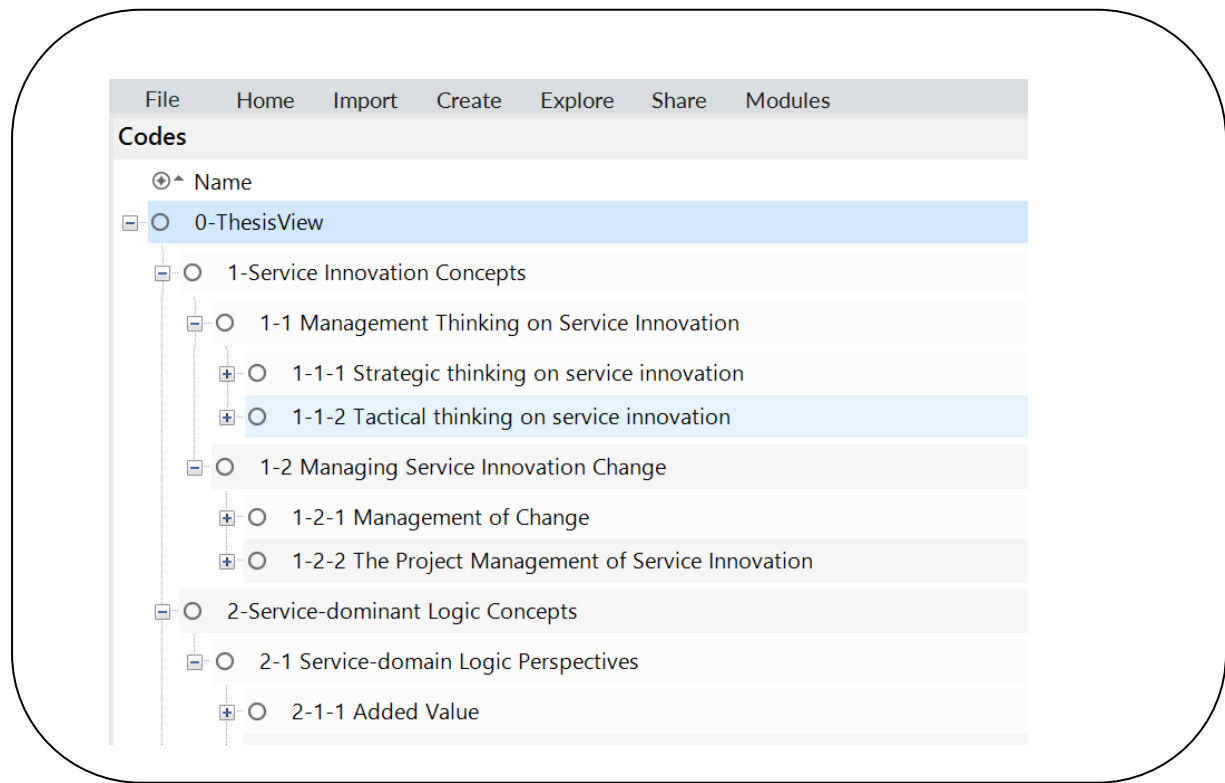 File Home Import Create Explore Share Modules
Codes
Name
0-ThesisView
1-Service Innovation Concepts
1-1 Management Thinking on Service Innovation
1-1-1 Strategic thinking on service innovation
1-1-2 Tactical thinking on service innovation
1-2 Managing Service Innovation Change
1-2-1 Management of Change
1-2-2 The Project Management of Service Innovation
2-Service-dominant Logic Concepts
2-1 Service-domain Logic Perspectives
2-1-1 Added Value